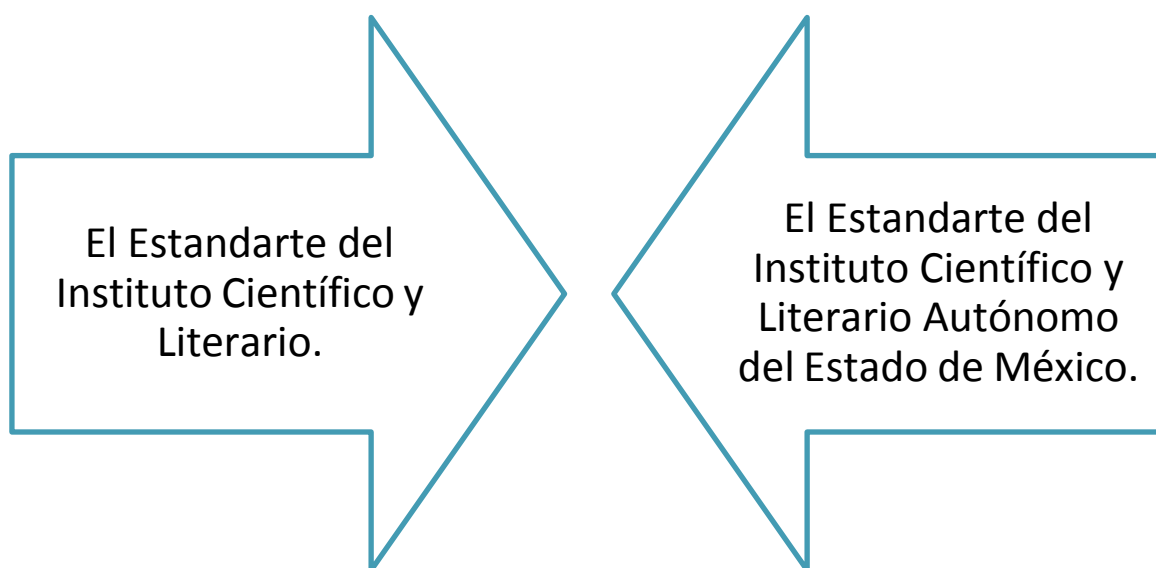 El Estandarte del
Instituto Científico y
Literario.
El Estandarte del
Instituto Científico y
Literario Autónomo
del Estado de México.